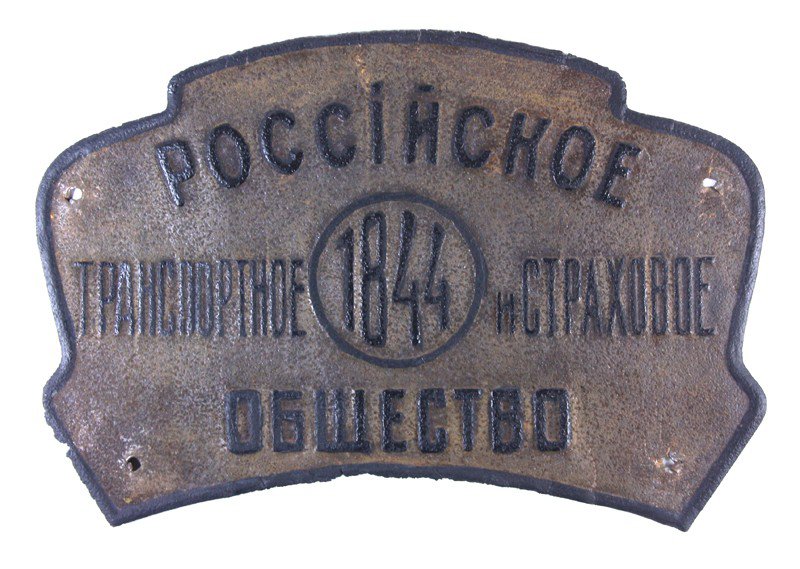 РОССІЙСКОЕ
ТРАНСПОРТНОЕ 1844 и СТРАХОВОЕ
ОБЩЕСТВО